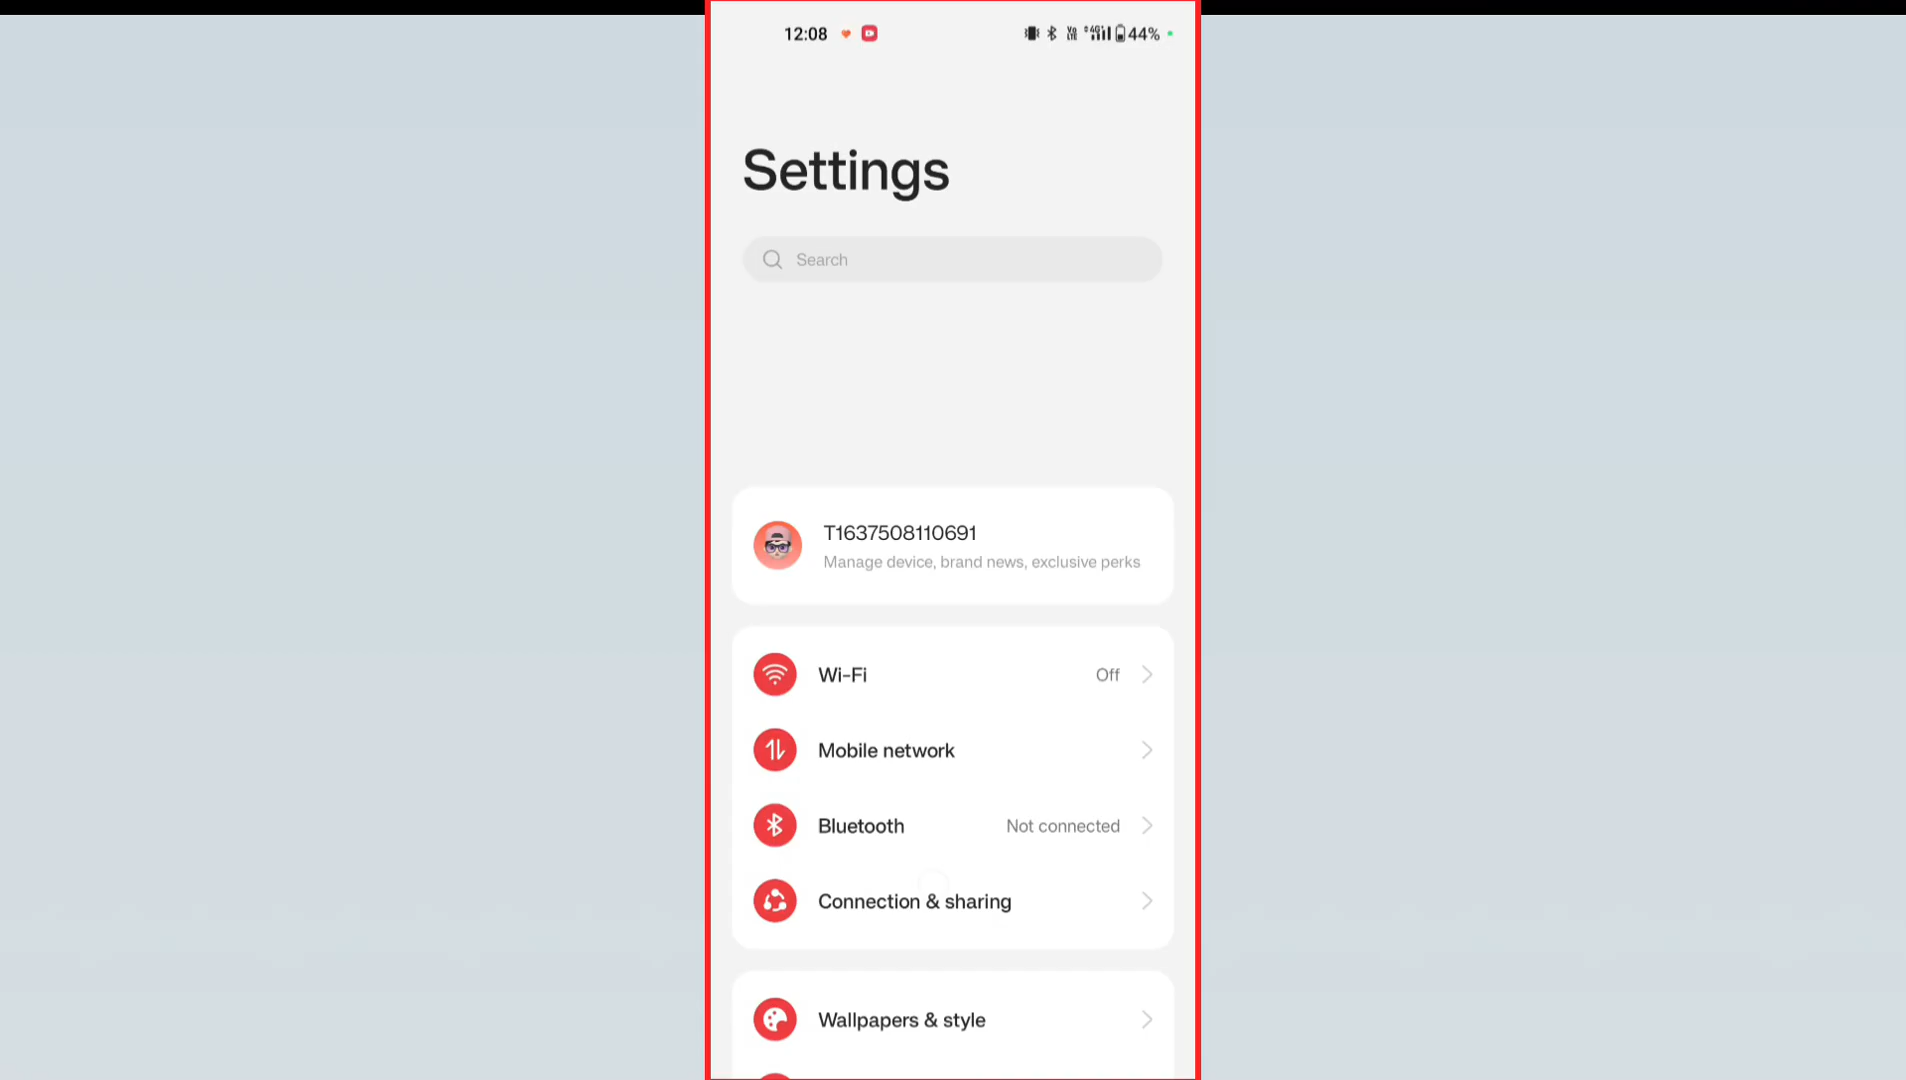 12:08 4G+ 44%
Settings
Search
T1637508110691
Manage device, brand news, exclusive perks
Wi-Fi Off
Mobile network
Bluetooth Not connected
Connection & sharing
Wallpapers & style